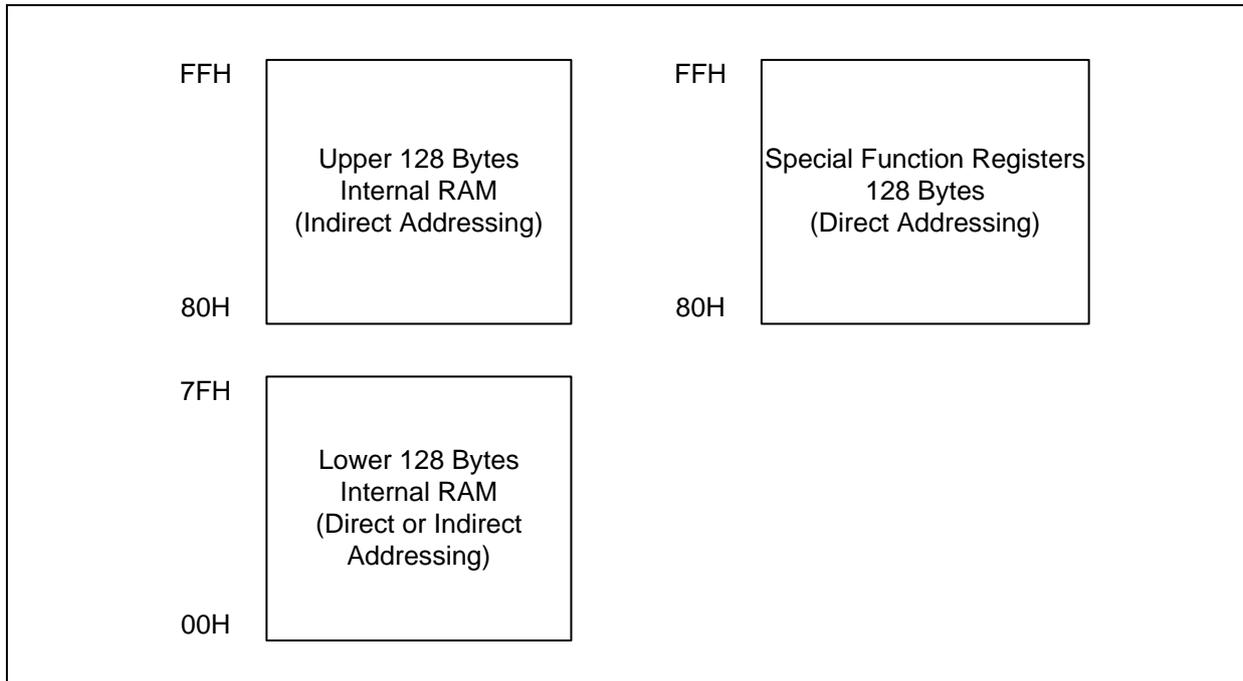 FFH
Upper 128 Bytes
Internal RAM
(Indirect Addressing)
80H
FFH
Special Function Registers
128 Bytes
(Direct Addressing)
80H
7FH
Lower 128 Bytes
Internal RAM
(Direct or Indirect
Addressing)
00H